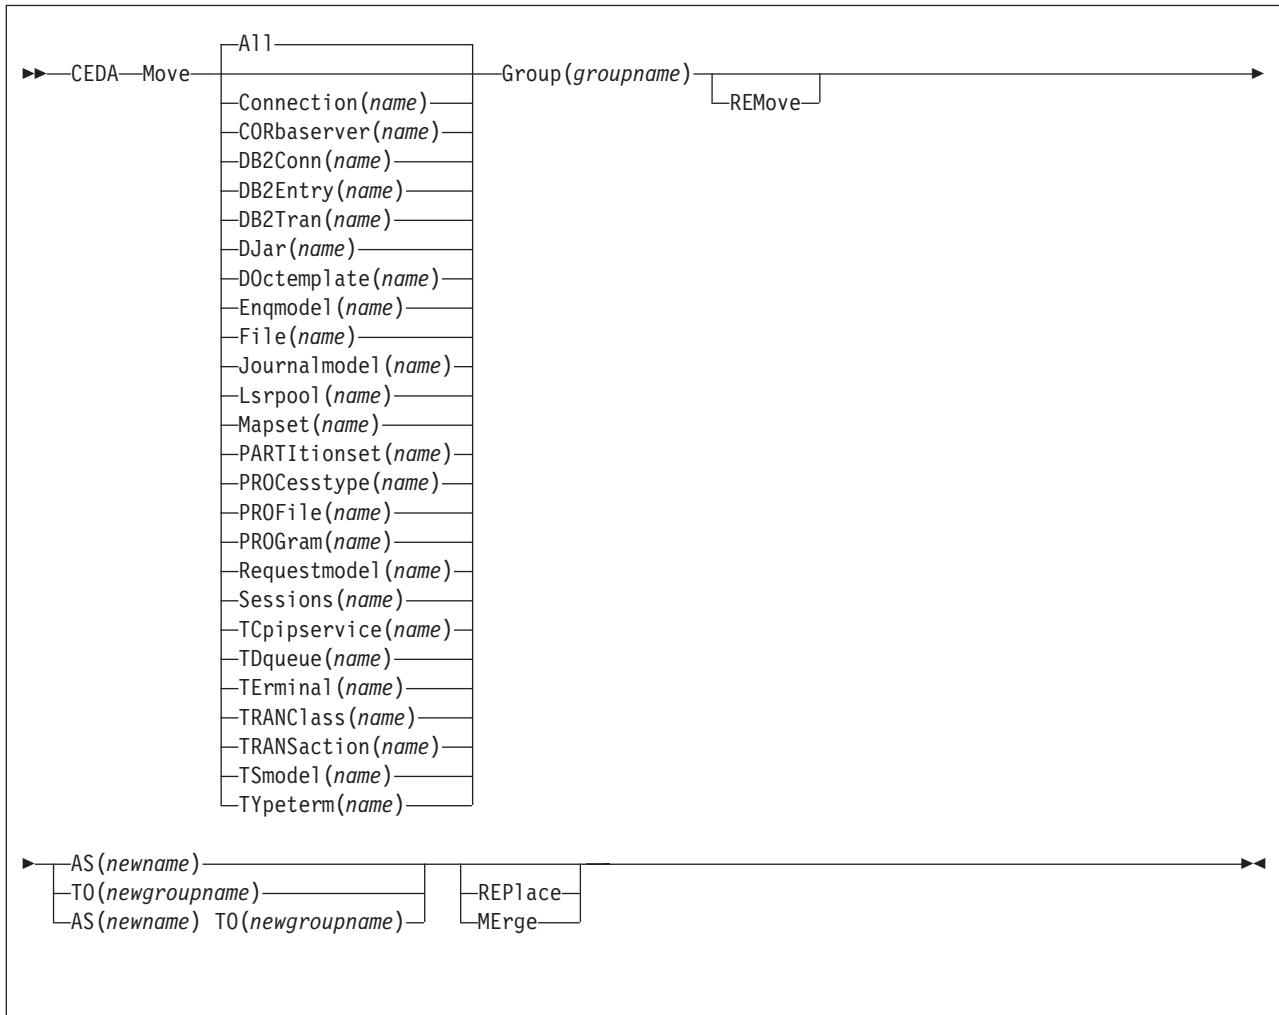 All
CEDA Move Group(groupname)
REMove
Connection(name)
CORbaserver(name)
DB2Conn(name)
DB2Entry(name)
DB2Tran(name)
DJar(name)
DOctemplate(name)
Enqmodel(name)
File(name)
Journalmodel(name)
Lsrpool(name)
Mapset(name)
PARTItionset(name)
PROCesstype(name)
PROFile(name)
PROGram(name)
Requestmodel(name)
Sessions(name)
TCpipservice(name)
TDqueue(name)
TErminal(name)
TRANClass(name)
TRANSaction(name)
TSmodel(name)
TYpeterm(name)
AS(newname)
TO(newgroupname) REPlace
AS(newname) TO(newgroupname) MErge